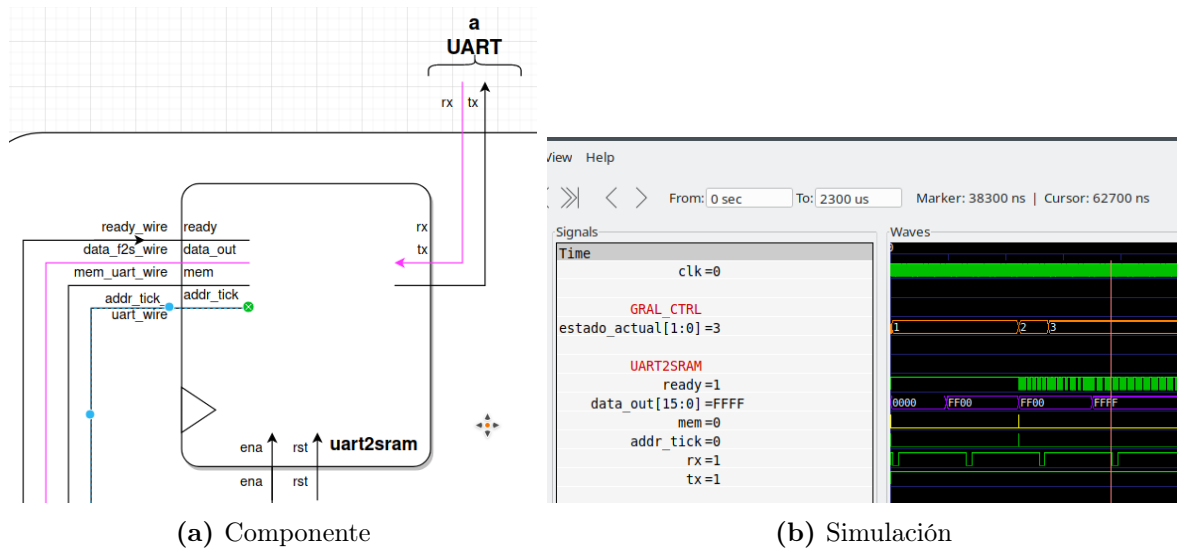 a
UART
rx tx
ready_wire ready
data_f2s_wire data_out
mem_uart_wire mem
addr_tick_ addr_tick
uart_wire
rx
tx
ena rst uart2sram
ena rst
(a) Componente
View Help
From: 0 sec To: 2300 us Marker: 38300 ns | Cursor: 62700 ns
Signals
Time
clk=0
GRAL_CTRL
estado_actual[1:0]=3
UART2SRAM
ready=1
data_out[15:0]=FFFF
mem=0
addr_tick=0
rx=1
tx=1
Waves
1 2 3
0000 FF00 FF00 FFFF
(b) Simulación